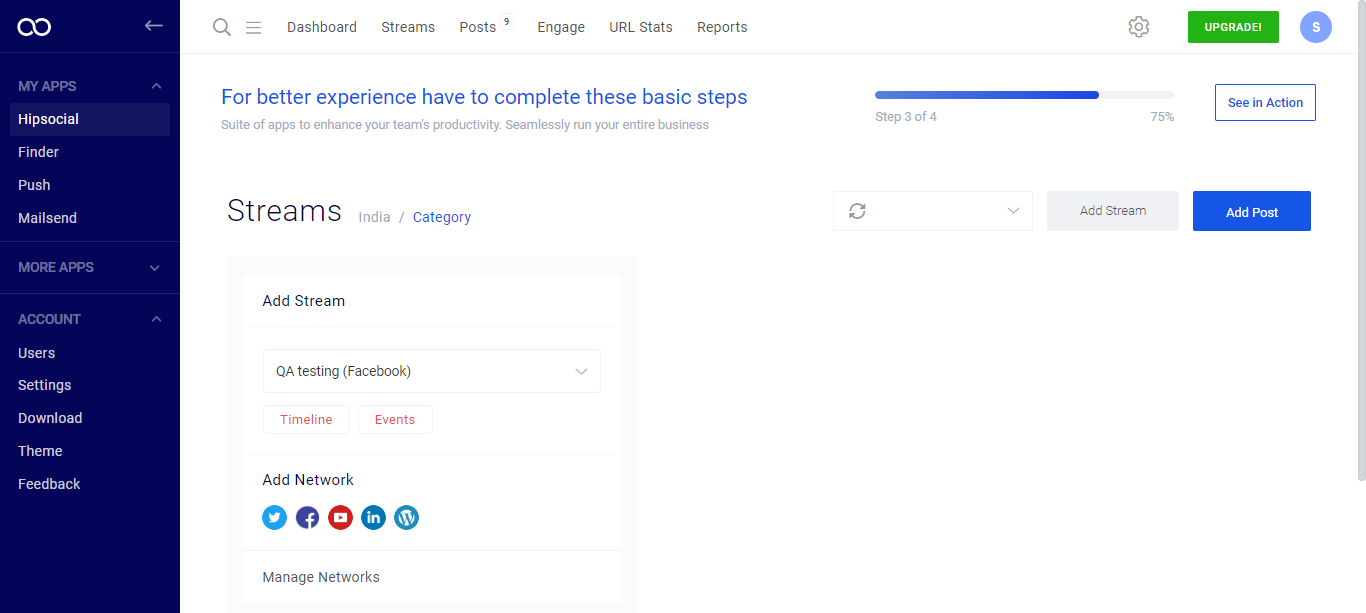 Dashboard Streams Posts 9 Engage URL Stats Reports UPGRADE! S
MY APPS
Hipsocial
Finder
Push
Mailsend
MORE APPS
ACCOUNT
Users
Settings
Download
Theme
Feedback
For better experience have to complete these basic steps
Suite of apps to enhance your team's productivity. Seamlessly run your entire business
Step 3 of 4 75%
See in Action
Streams India / Category
Add Stream Add Post
Add Stream
QA testing (Facebook)
Timeline Events
Add Network
in
Manage Networks